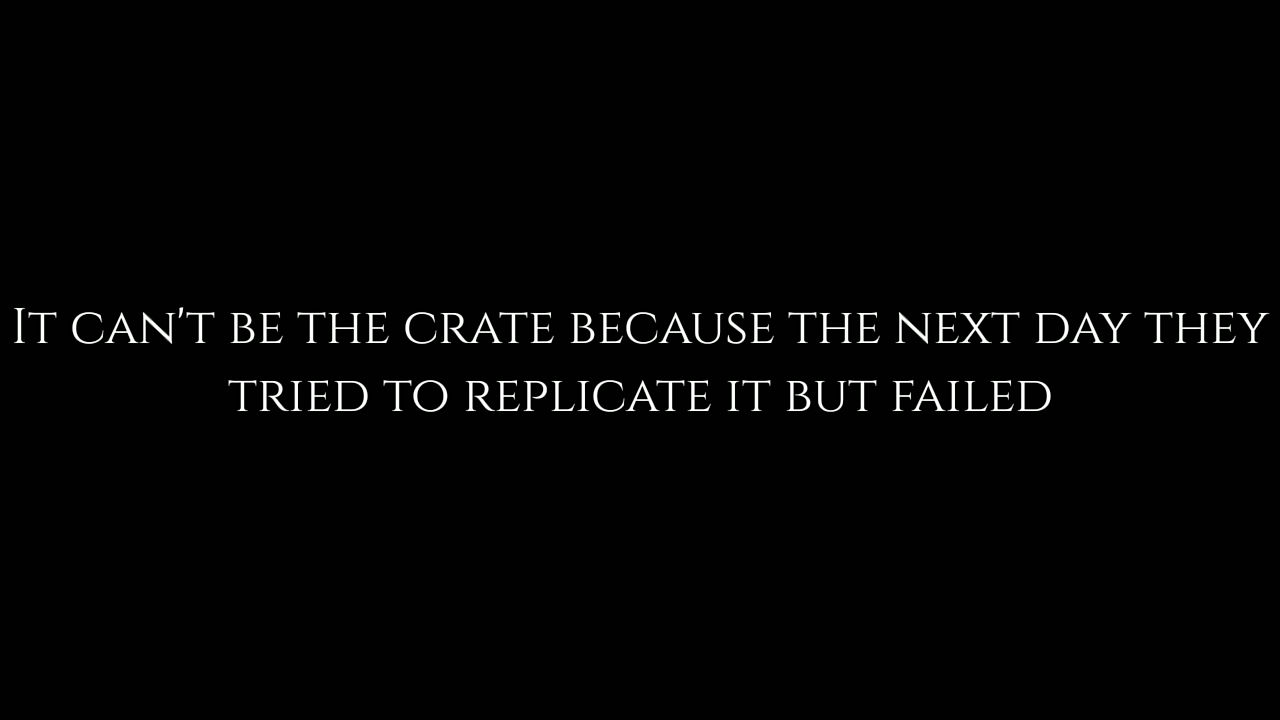 It can't be the crate because the next day they
tried to replicate it but failed